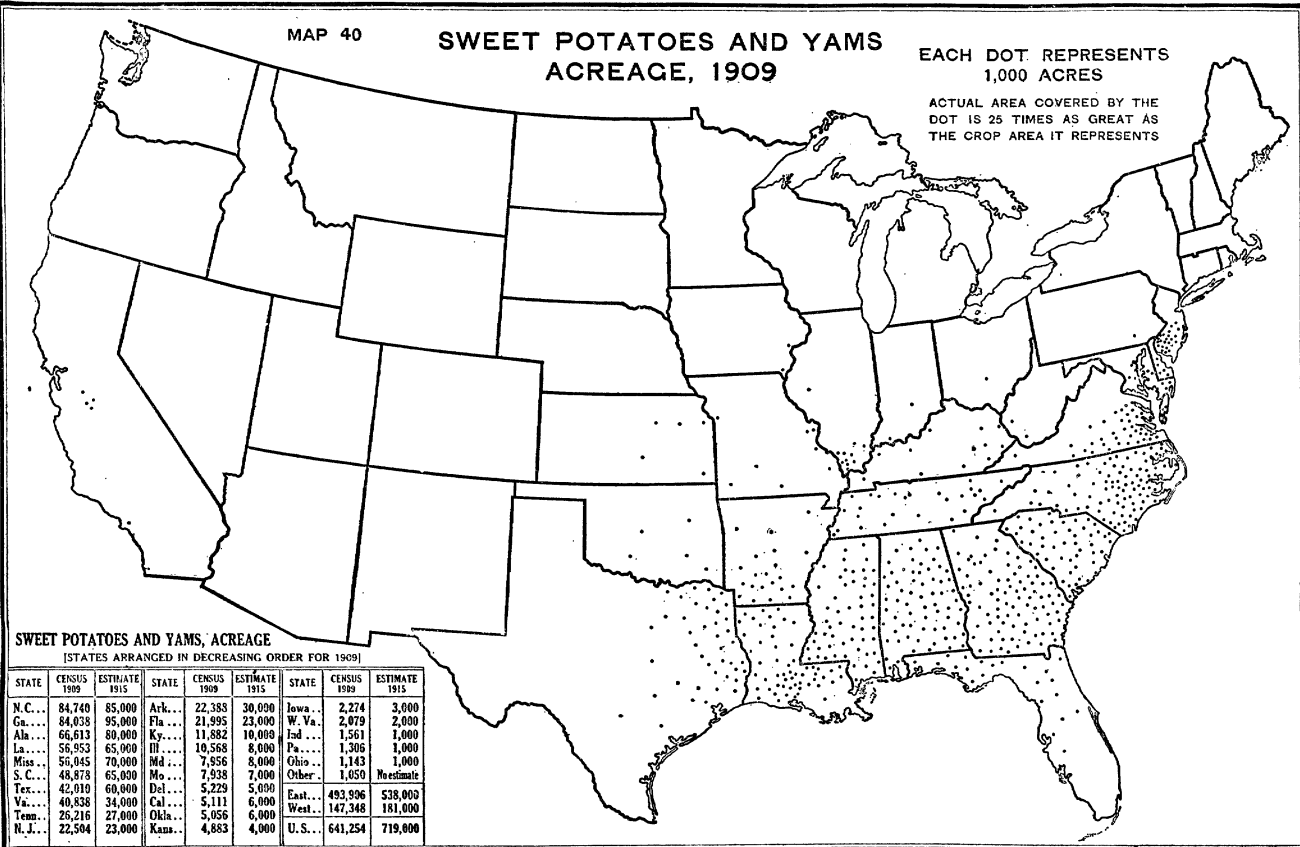 MAP 40
SWEET POTATOES AND YAMS
ACREAGE, 1909
EACH DOT REPRESENTS
1,000 ACRES
ACTUAL AREA COVERED BY THE
DOT IS 25 TIMES AS GREAT AS
THE CROP AREA IT REPRESENTS
SWEET POTATOES AND YAMS, ACREAGE
[STATES ARRANGED IN DECREASING ORDER FOR 1909]
STATE CENSUS 1909 ESTIMATE 1915 STATE CENSUS 1909 ESTIMATE 1915 STATE CENSUS 1909 ESTIMATE 1915
N.C... 84,740 85,000 Ark... 22,388 30,000 Iowa.. 2,274 3,000
Ga.... 84,038 95,000 Fla... 21,995 23,000 W. Va. 2,079 2,000
Ala... 66,613 80,000 Ky.... 11,882 10,000 Ind... 1,561 1,000
La.... 56,953 65,000 Ill.... 10,568 8,000 Pa.... 1,306 1,000
Miss.. 56,045 70,000 Md... 7,956 8,000 Ohio.. 1,143 1,000
S.C... 48,878 65,000 Mo... 7,938 7,000 Other. 1,050 No estimate
Tex... 42,010 60,000 Del... 5,229 5,000 East.. 493,906 538,000
Va.... 40,838 34,000 Cal... 5,111 6,000 West.. 147,348 181,000
Tenn.. 26,216 27,000 Okla.. 5,056 6,000
N.J... 22,504 23,000 Kans.. 4,883 4,000 U.S... 641,254 719,000